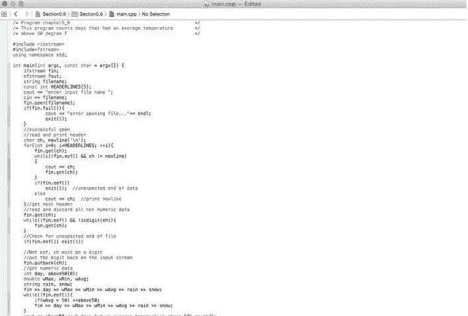 main.cpp — Edited
Section5.6 › Section5.6 › main.cpp › No Selection
/* Program chapter5_9 */
/* This program counts days that had an average temperature */
/* above 50 degree F */
#include <iostream>
#include<fstream>
using namespace std;
int main(int argc, const char * argv[]) {
ifstream fin;
ofstream fout;
string filename;
const int HEADERLINES(5);
cout << "enter input file name ";
cin >> filename;
fin.open(filename);
if(fin.fail()){
cout << "Error opening file..."<< endl;
exit(1);
}
//successful open
//read and print header
char ch, newline('\n');
for(int i=0; i<HEADERLINES; ++i){
fin.get(ch);
while(!fin.eof() && ch != newline)
{
cout << ch;
fin.get(ch);
}
if(fin.eof())
exit(1); //unexpected end of data
else
cout << ch; //print newline
}//get next header
//read and discard all non numeric data
fin.get(ch);
while(!fin.eof() && !isdigit(ch)){
fin.get(ch);
}
//Check for unexpected end of file
if(fin.eof()) exit(1);
//Not eof, ch must be a digit
//put the digit back on the input stream
fin.putback(ch);
//get numeric data
int day, above50(0);
double wMax, wMin, wAvg;
string rain, snow;
fin >> day >> wMax >> wMin >> wAvg >> rain >> snow;
while(!fin.eof()){
if(wAvg > 50) ++above50;
fin >> day >> wMax >> wMin >> wAvg >> rain >> snow;
}